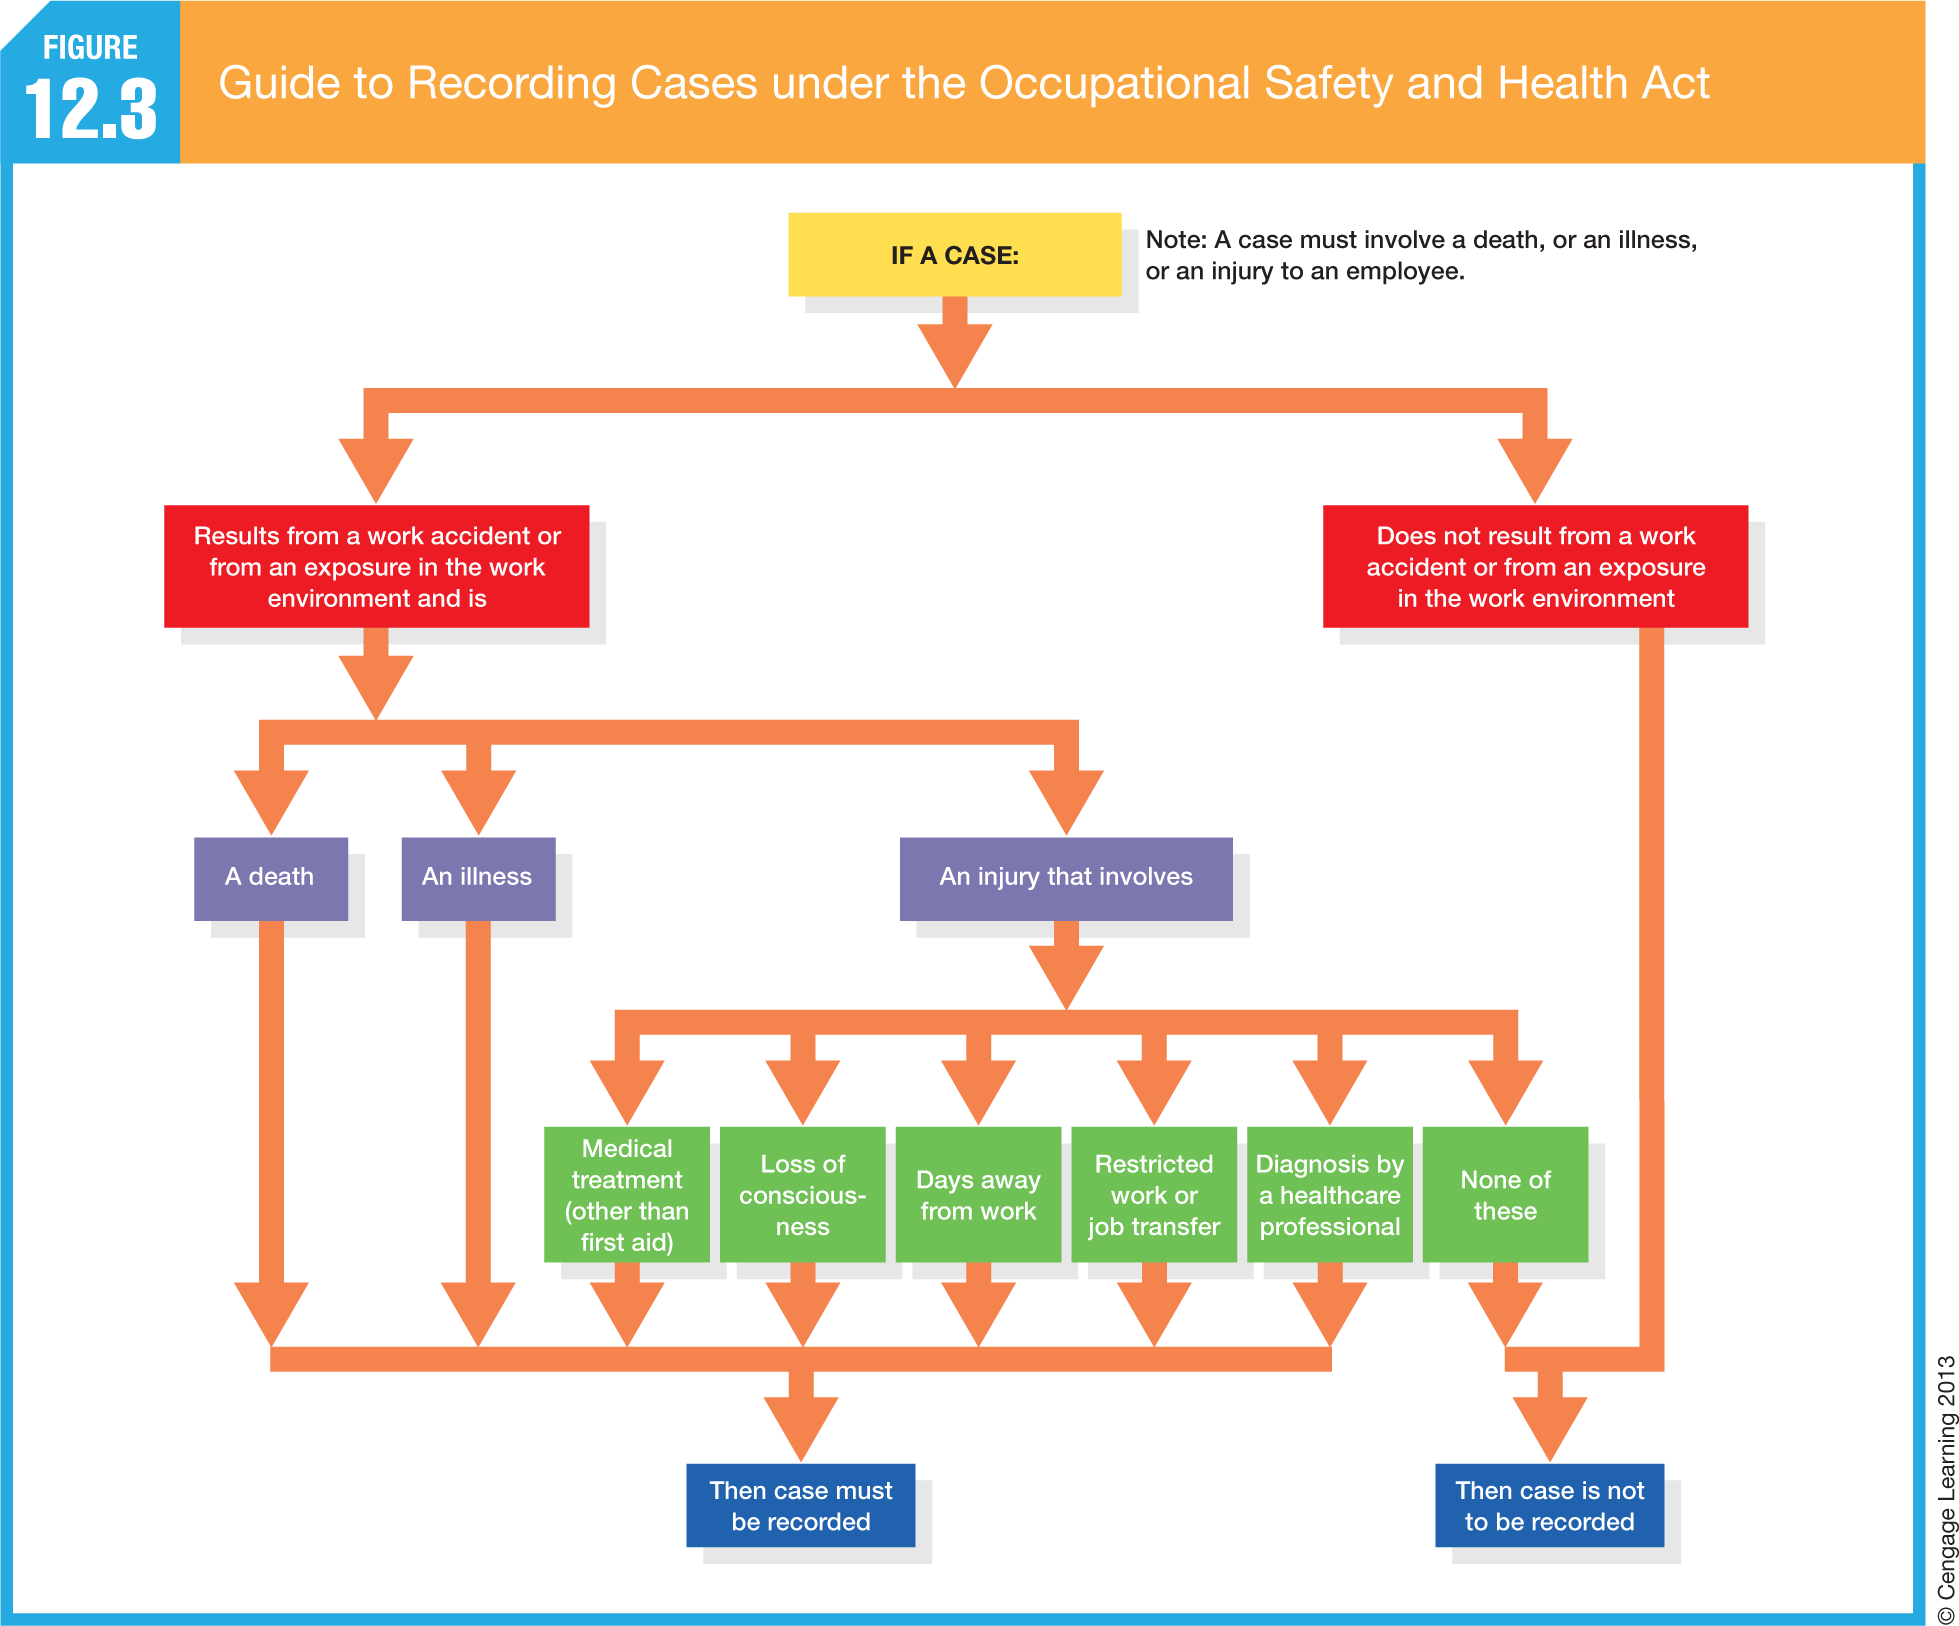 FIGURE
12.3
Guide to Recording Cases under the Occupational Safety and Health Act
IF A CASE:
Note: A case must involve a death, or an illness,
or an injury to an employee.
Results from a work accident or
from an exposure in the work
environment and is
Does not result from a work
accident or from an exposure
in the work environment
A death
An illness
An injury that involves
Medical
treatment
(other than
first aid)
Loss of
conscious-
ness
Days away
from work
Restricted
work or
job transfer
Diagnosis by
a healthcare
professional
None of
these
Then case must
be recorded
Then case is not
to be recorded
© Cengage Learning 2013